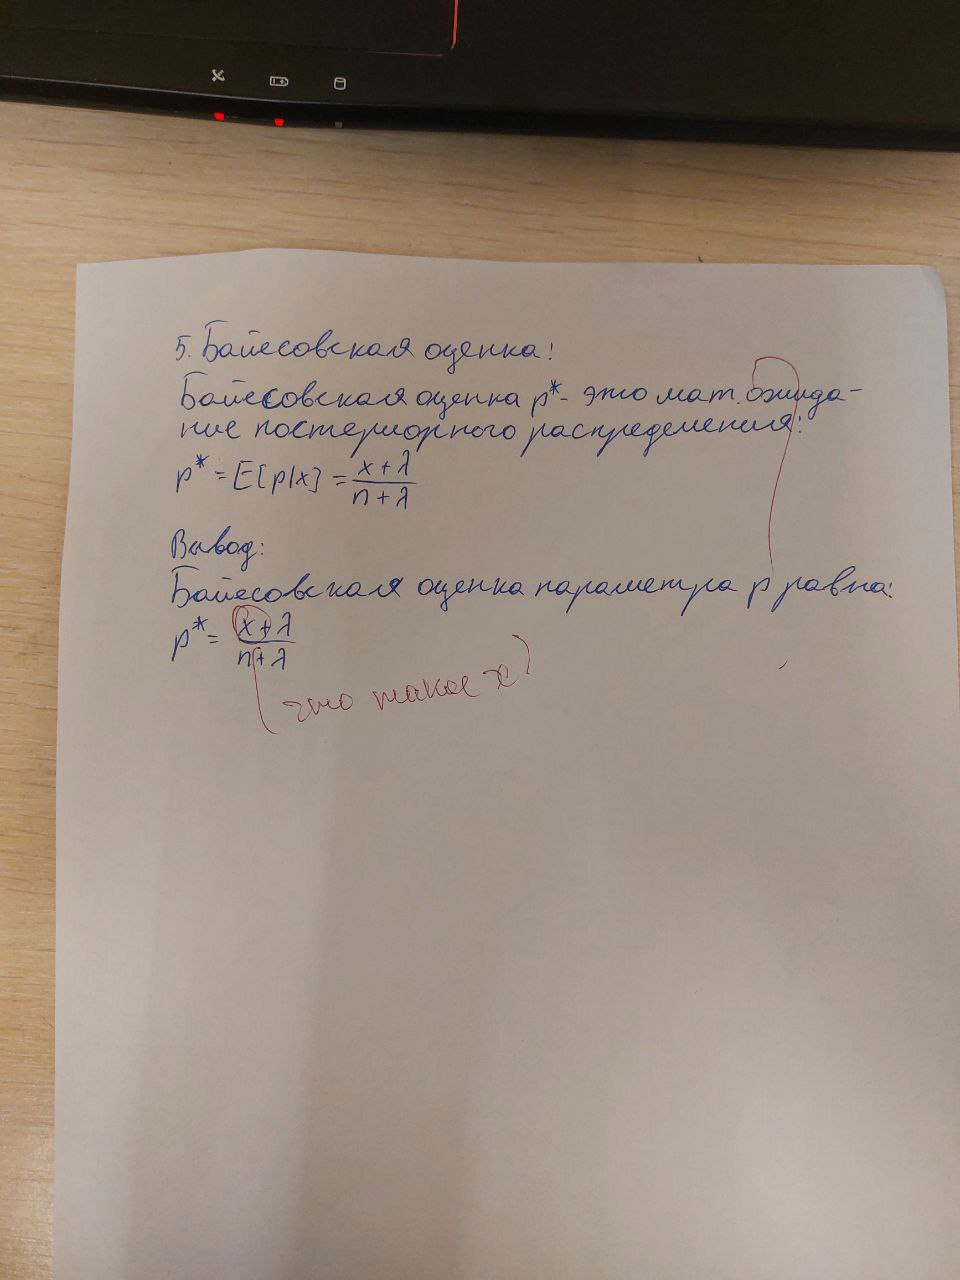 5. Байесовская оценка:
Байесовская оценка p* - это мат. ожида-
ние постериорного распределения:
p* = E[p|x] = (x+λ)/(n+λ)
Вывод:
Байесовская оценка параметра p равна:
p* = (x+λ)/(n+λ)
что такое x